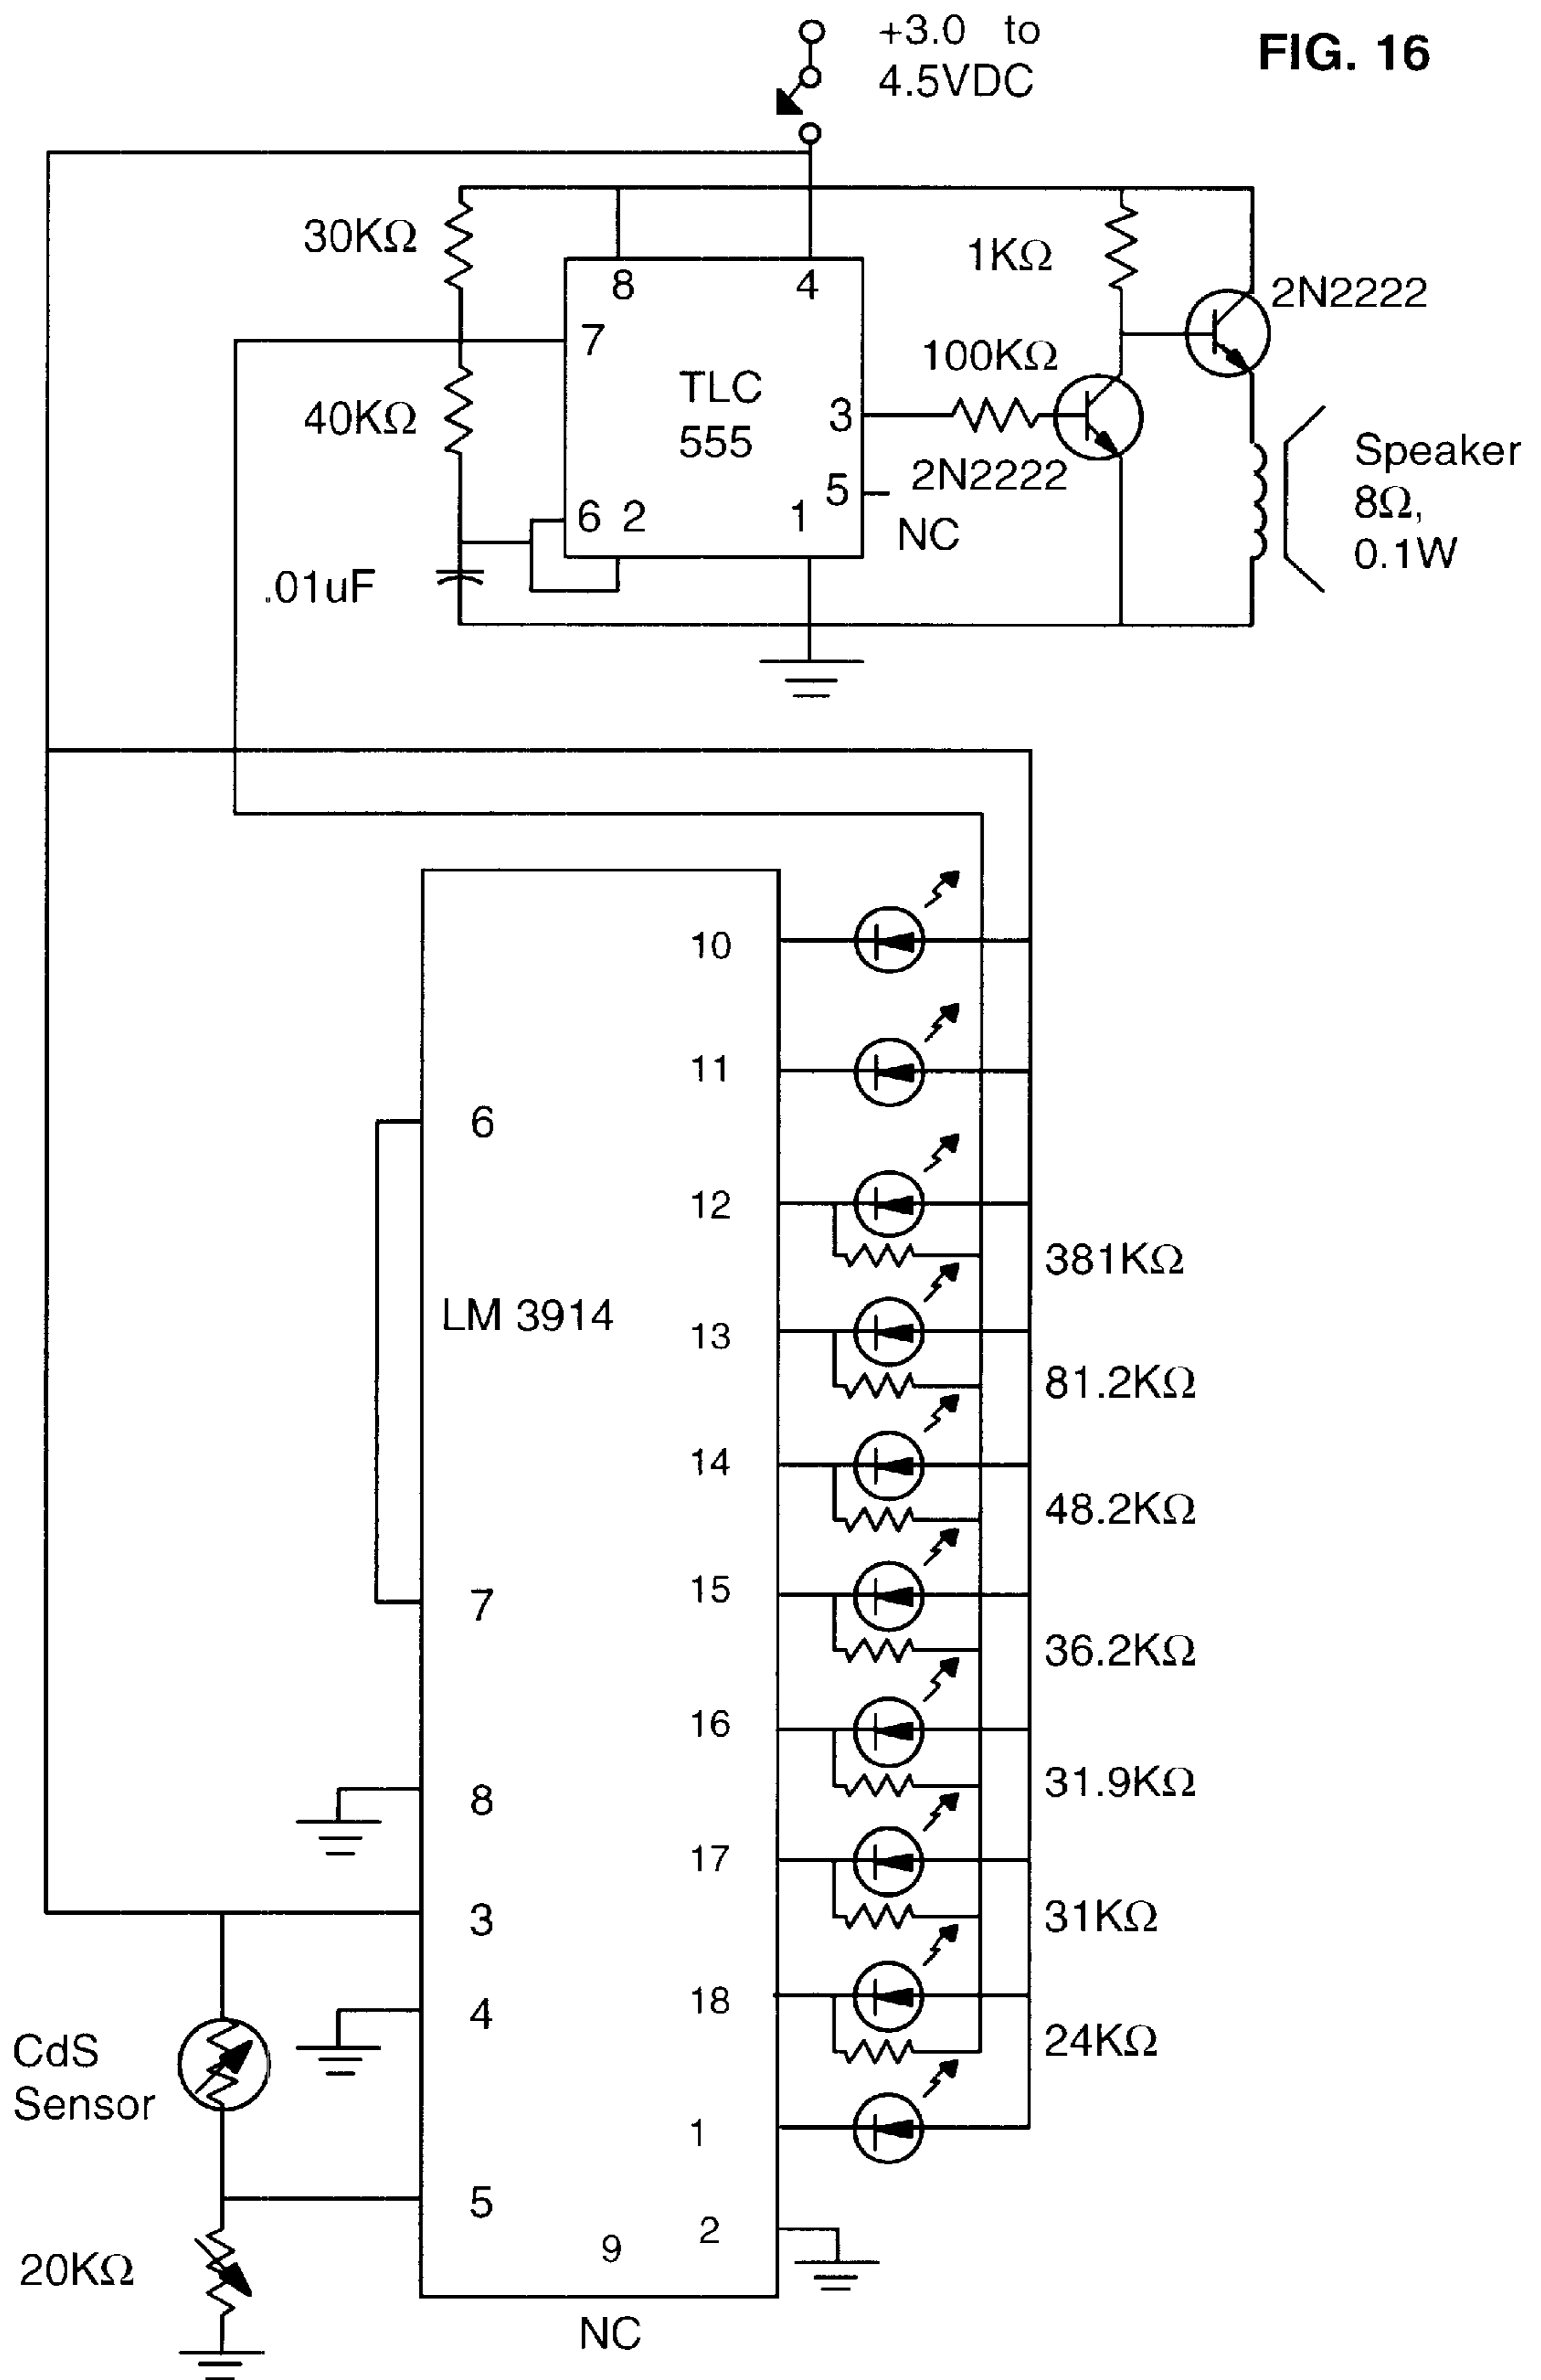 +3.0 to
4.5VDC
FIG. 16
30KΩ
8
4
1KΩ
2N2222
7
100KΩ
TLC
555
40KΩ
3
2N2222
5
NC
6 2
1
.01uF
Speaker
8Ω,
0.1W
10
11
6
12
381KΩ
LM 3914
13
81.2KΩ
14
48.2KΩ
7
15
36.2KΩ
16
31.9KΩ
8
17
31KΩ
3
18
24KΩ
4
CdS
Sensor
1
5
2
9
20KΩ
NC